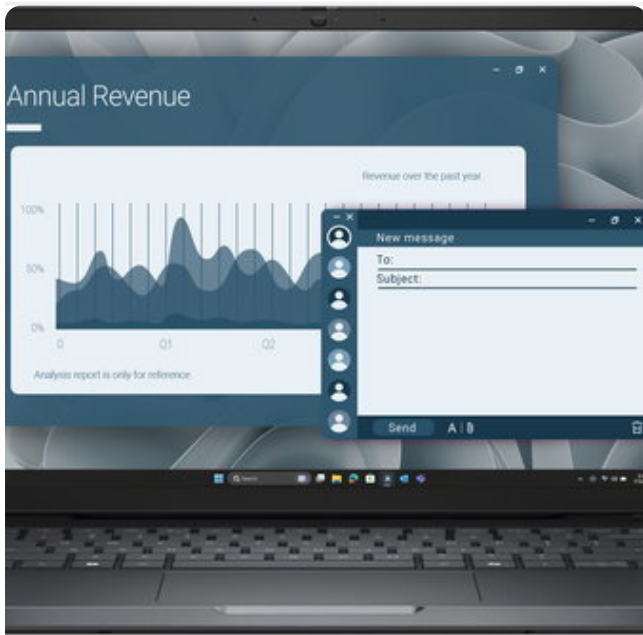 Annual Revenue
Revenue over the past year.
100%
50%
0%
0 Q1 Q2
Analysis report is only for reference.
New message
To:
Subject:
Send A
Search